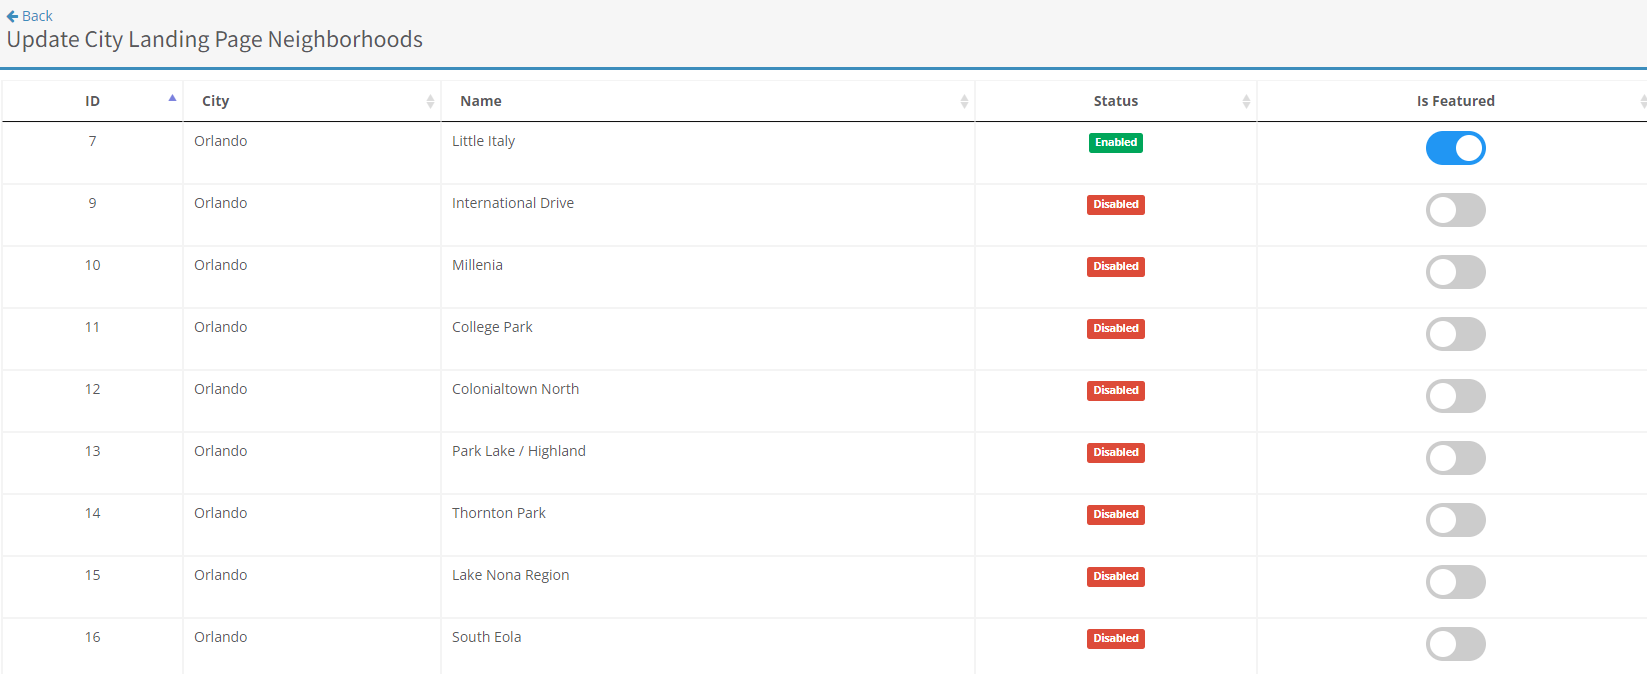 Back
Update City Landing Page Neighborhoods
ID City Name Status Is Featured
7 Orlando Little Italy Enabled
9 Orlando International Drive Disabled
10 Orlando Millenia Disabled
11 Orlando College Park Disabled
12 Orlando Colonialtown North Disabled
13 Orlando Park Lake / Highland Disabled
14 Orlando Thornton Park Disabled
15 Orlando Lake Nona Region Disabled
16 Orlando South Eola Disabled